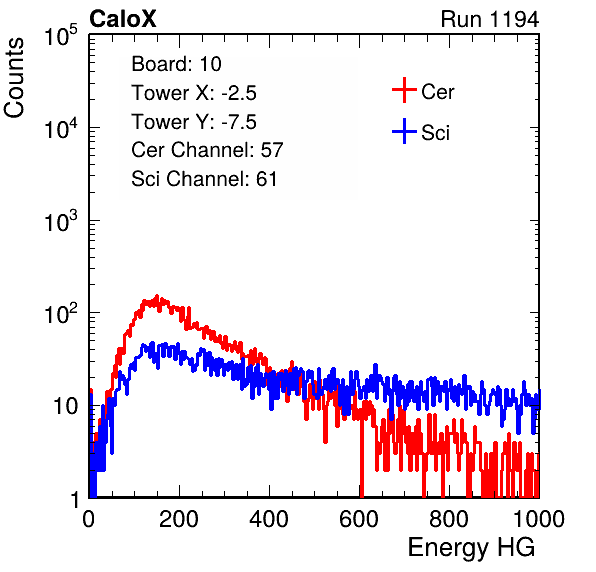 CaloX Run 1194
Counts
10^5
10^4
10^3
10^2
10
1
Board: 10
Tower X: -2.5
Tower Y: -7.5
Cer Channel: 57
Sci Channel: 61
Cer
Sci
0 200 400 600 800 1000
Energy HG